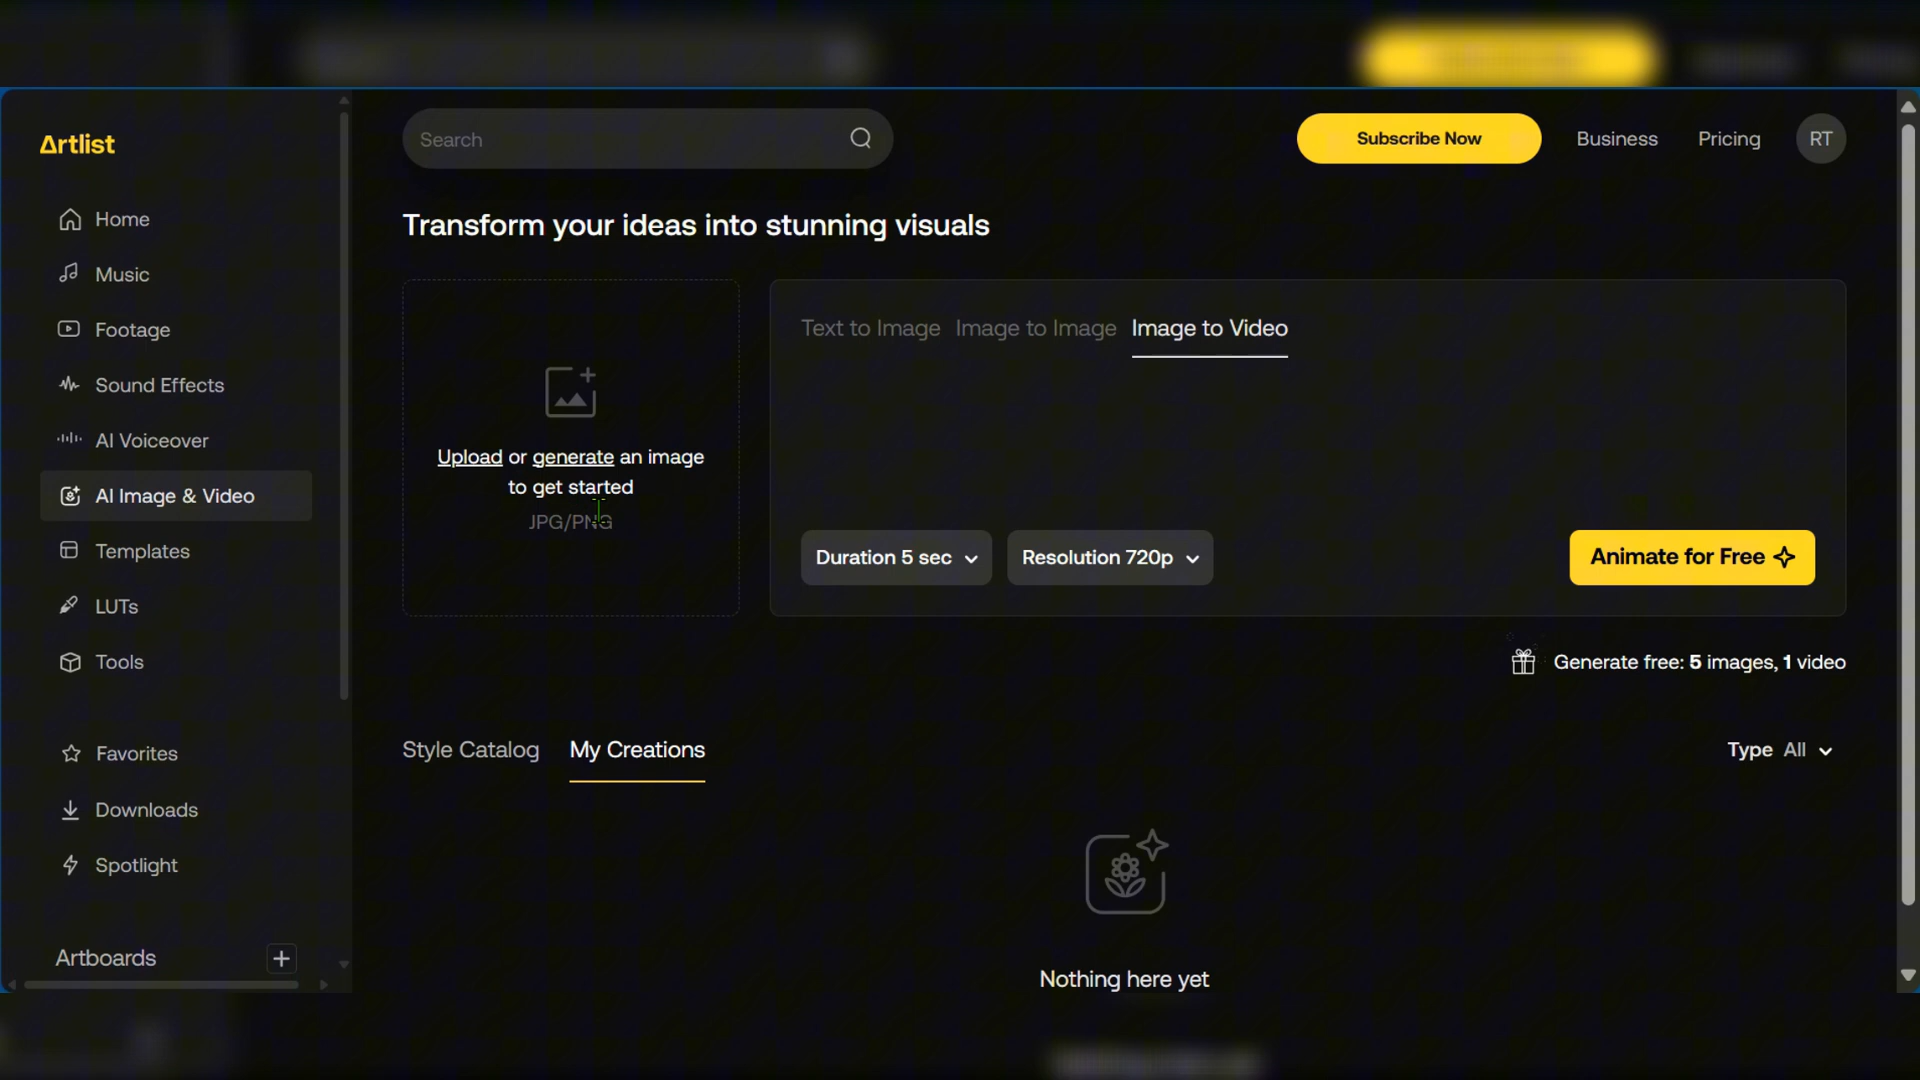 Artlist
Search
Subscribe Now
Business
Pricing
RT
Home
Music
Footage
Sound Effects
AI Voiceover
AI Image & Video
Templates
LUTs
Tools
Favorites
Downloads
Spotlight
Artboards
Transform your ideas into stunning visuals
Upload or generate an image
to get started
JPG/PNG
Text to Image
Image to Image
Image to Video
Duration 5 sec
Resolution 720p
Animate for Free
Generate free: 5 images, 1 video
Style Catalog
My Creations
Type All
Nothing here yet